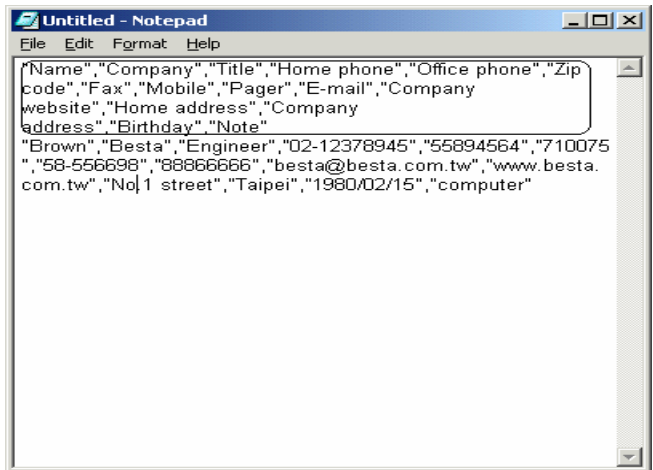 Untitled - Notepad
File Edit Format Help
"Name","Company","Title","Home phone","Office phone","Zip
code","Fax","Mobile","Pager","E-mail","Company
website","Home address","Company
address","Birthday","Note"
"Brown","Besta","Engineer","02-12378945","55894564","710075
","58-556698","88866666","besta@besta.com.tw","www.besta.
com.tw","No.1 street","Taipei","1980/02/15","computer"